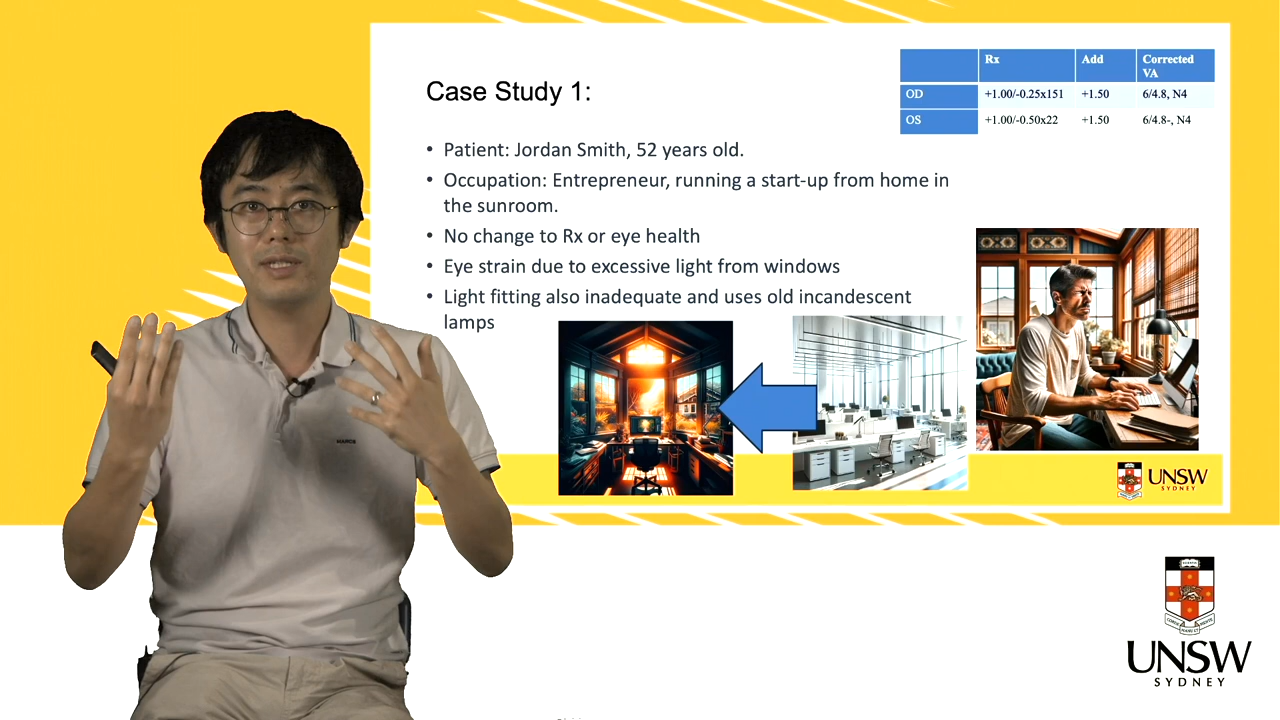 Case Study 1:
• Patient: Jordan Smith, 52 years old.
• Occupation: Entrepreneur, running a start-up from home in
the sunroom.
• No change to Rx or eye health
• Eye strain due to excessive light from windows
• Light fitting also inadequate and uses old incandescent
lamps
Rx Add Corrected VA
OD +1.00/-0.25x151 +1.50 6/4.8, N4
OS +1.00/-0.50x22 +1.50 6/4.8-, N4
UNSW
SYDNEY
UNSW
SYDNEY